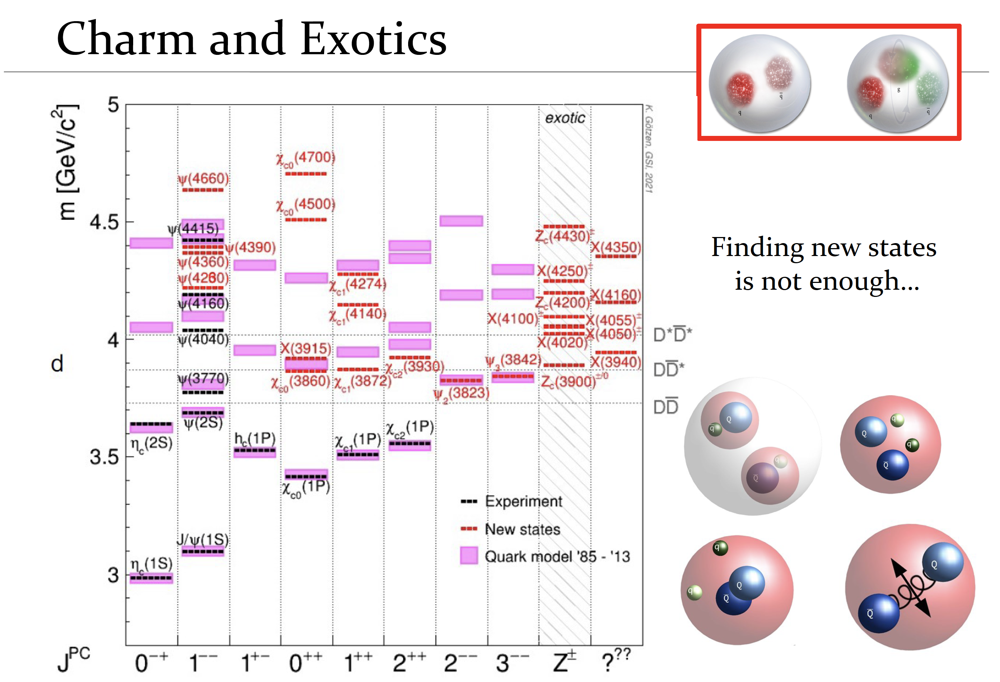 Charm and Exotics
q
q̄
q
g
q̄
m [GeV/c²]
5
4.5
4
3.5
3
d
exotic
K. Götzen, GSI, 2021
χc0(4700)
ψ(4660)
χc0(4500)
ψ(4415)
Zc(4430)±
ψ(4390)
X(4350)
ψ(4360)
X(4250)±
ψ(4260)
χc1(4274)
X(4160)
Zc(4200)±
ψ(4160)
χc1(4140)
X(4100)±
X(4055)±
X(4050)±
D*D̄*
ψ(4040)
X(4020)±
X(3915)
ψ3(3842)
X(3940)
χc2(3930)
DD̄*
ψ(3770)
χc0(3860)
χc1(3872)
Zc(3900)±/0
ψ2(3823)
DD̄
ψ(2S)
χc2(1P)
ηc(2S)
hc(1P)
χc1(1P)
χc0(1P)
J/ψ(1S)
ηc(1S)
Experiment
New states
Quark model '85 - '13
J^PC 0⁻⁺ 1⁻⁻ 1⁺⁻ 0⁺⁺ 1⁺⁺ 2⁺⁺ 2⁻⁻ 3⁻⁻ Z± ?^??
Finding new states
is not enough...
Q
q̄
q
Q̄
Q
q
q̄
Q̄
q̄
q
Q
Q̄
Q
Q̄